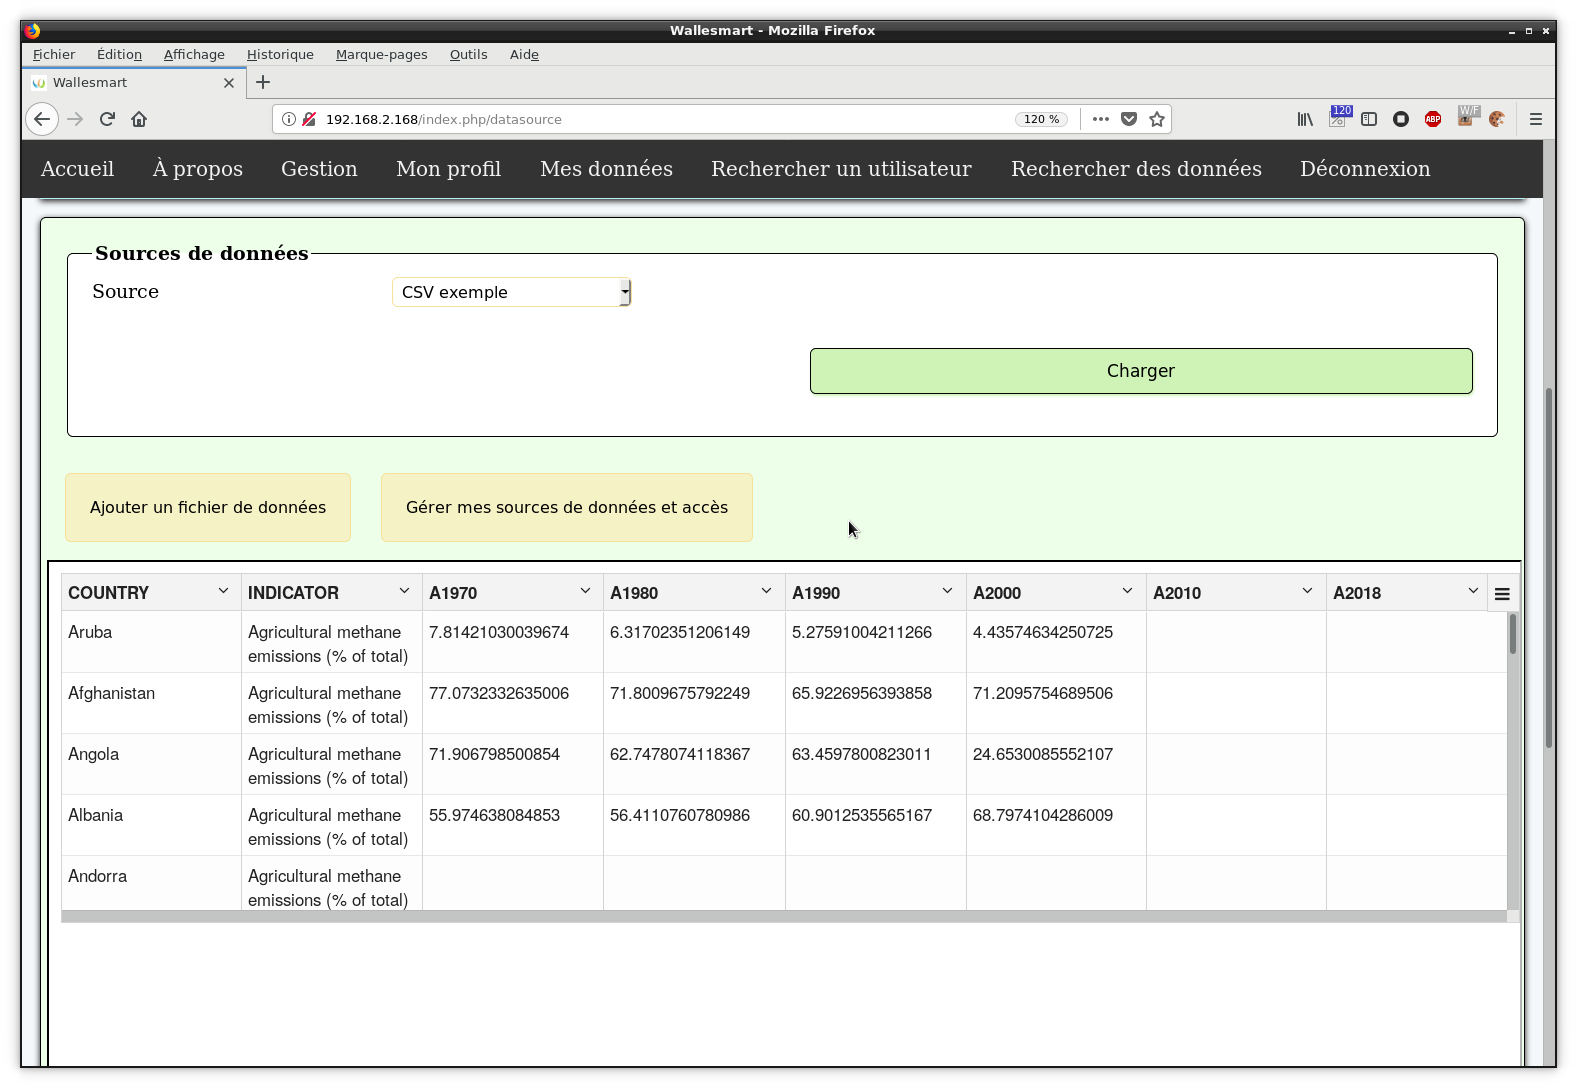 Wallesmart - Mozilla Firefox
Fichier Édition Affichage Historique Marque-pages Outils Aide
Wallesmart
192.168.2.168/index.php/datasource 120 % 120 ABP W/F
Accueil À propos Gestion Mon profil Mes données Rechercher un utilisateur Rechercher des données Déconnexion
Sources de données
Source CSV exemple
Charger
Ajouter un fichier de données Gérer mes sources de données et accès
COUNTRY INDICATOR A1970 A1980 A1990 A2000 A2010 A2018
Aruba Agricultural methane 7.81421030039674 6.31702351206149 5.27591004211266 4.43574634250725
emissions (% of total)
Afghanistan Agricultural methane 77.0732332635006 71.8009675792249 65.9226956393858 71.2095754689506
emissions (% of total)
Angola Agricultural methane 71.906798500854 62.7478074118367 63.4597800823011 24.6530085552107
emissions (% of total)
Albania Agricultural methane 55.974638084853 56.4110760780986 60.9012535565167 68.7974104286009
emissions (% of total)
Andorra Agricultural methane
emissions (% of total)